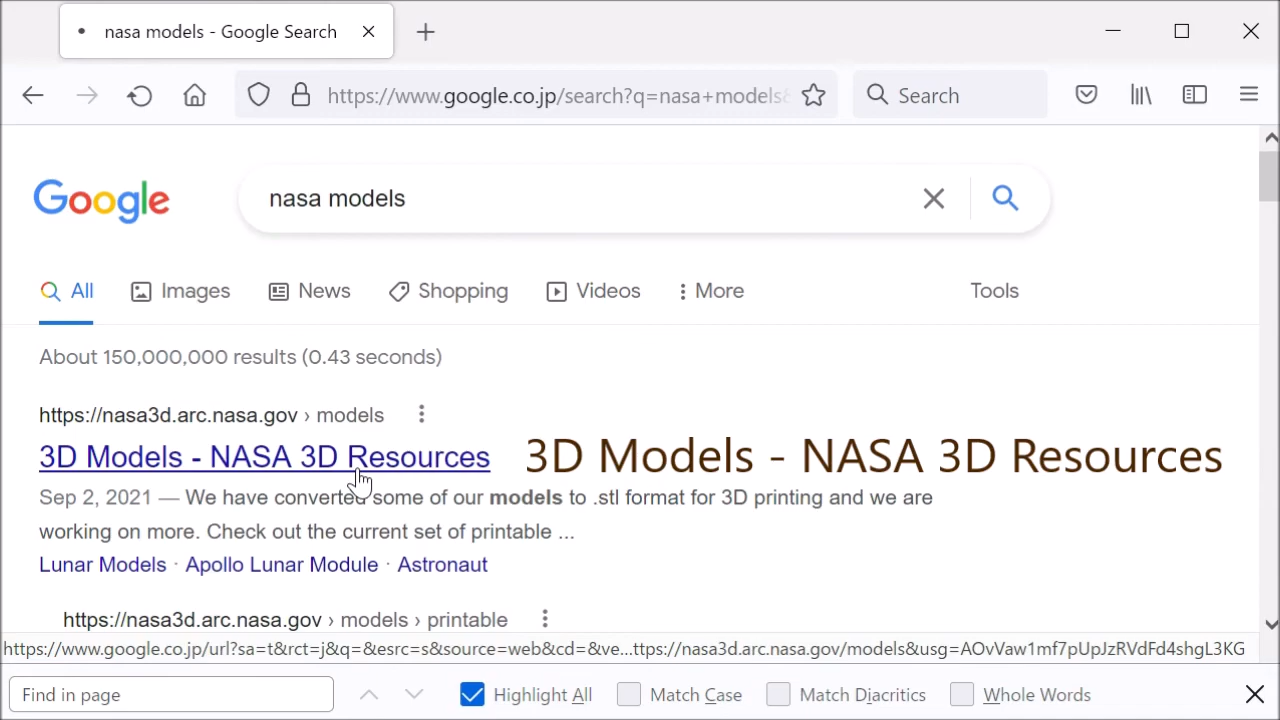 nasa models - Google Search
https://www.google.co.jp/search?q=nasa+models&
Search
Google
nasa models
All
Images
News
Shopping
Videos
More
Tools
About 150,000,000 results (0.43 seconds)
https://nasa3d.arc.nasa.gov › models
3D Models - NASA 3D Resources
3D Models - NASA 3D Resources
Sep 2, 2021 — We have converted some of our models to .stl format for 3D printing and we are
working on more. Check out the current set of printable ...
Lunar Models · Apollo Lunar Module · Astronaut
https://nasa3d.arc.nasa.gov › models › printable
https://www.google.co.jp/url?sa=t&rct=j&q=&esrc=s&source=web&cd=&ve...ttps://nasa3d.arc.nasa.gov/models&usg=AOvVaw1mf7pUpJzRVdFd4shgL3KG
Find in page
Highlight All
Match Case
Match Diacritics
Whole Words